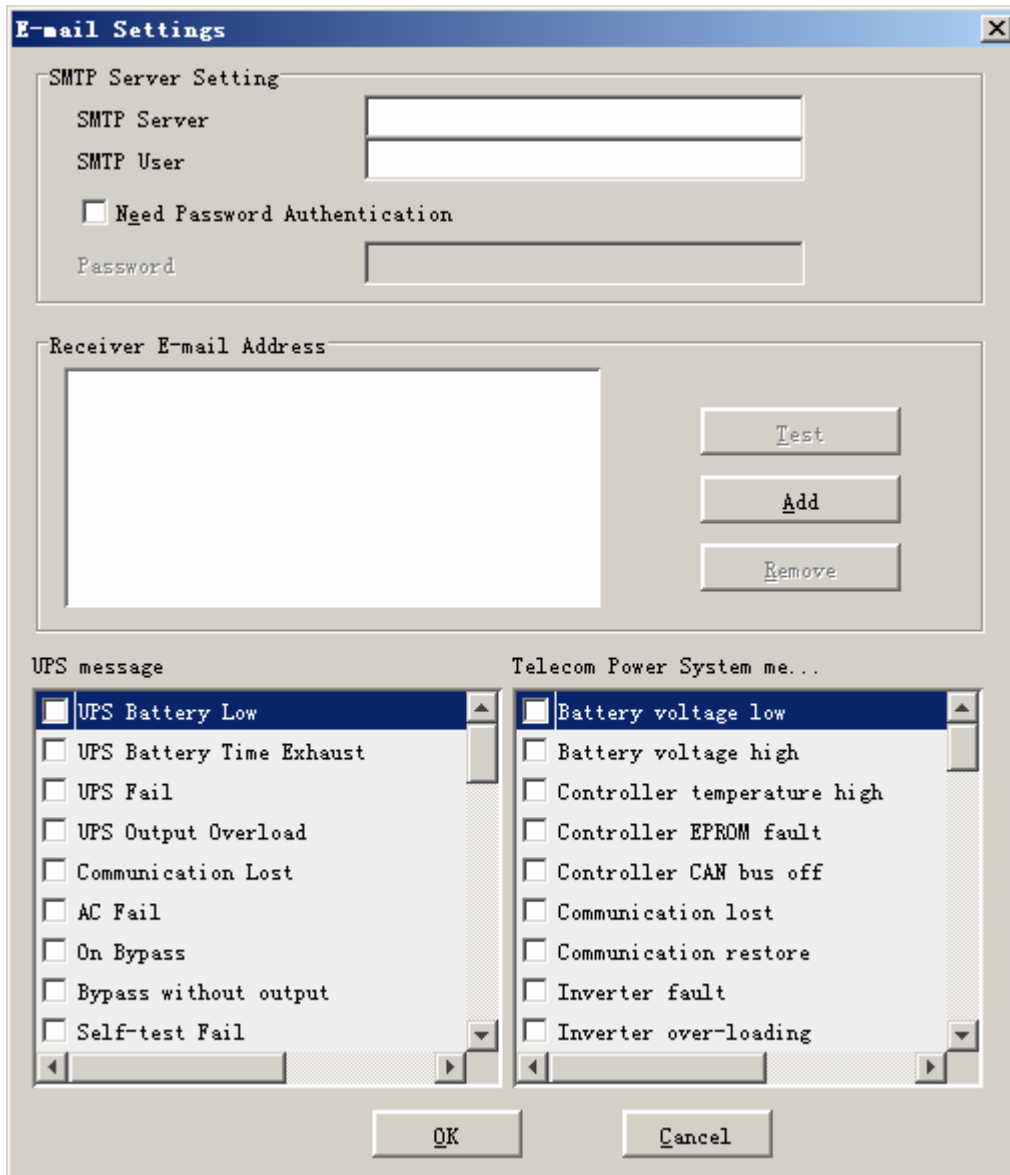 E-mail Settings
SMTP Server Setting
SMTP Server
SMTP User
Need Password Authentication
Password
Receiver E-mail Address
Test
Add
Remove
UPS message
UPS Battery Low
UPS Battery Time Exhaust
UPS Fail
UPS Output Overload
Communication Lost
AC Fail
On Bypass
Bypass without output
Self-test Fail
Telecom Power System me...
Battery voltage low
Battery voltage high
Controller temperature high
Controller EPROM fault
Controller CAN bus off
Communication lost
Communication restore
Inverter fault
Inverter over-loading
OK
Cancel